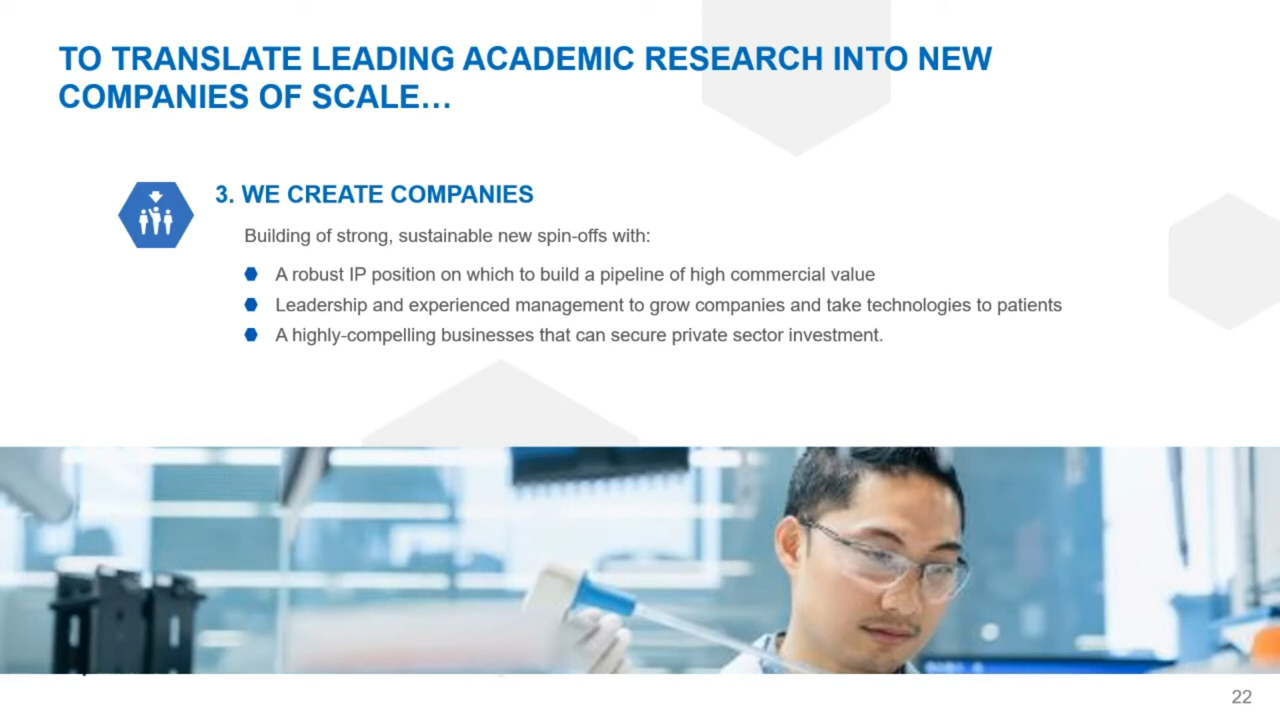 TO TRANSLATE LEADING ACADEMIC RESEARCH INTO NEW
COMPANIES OF SCALE…
3. WE CREATE COMPANIES
Building of strong, sustainable new spin-offs with:
A robust IP position on which to build a pipeline of high commercial value
Leadership and experienced management to grow companies and take technologies to patients
A highly-compelling businesses that can secure private sector investment.
22